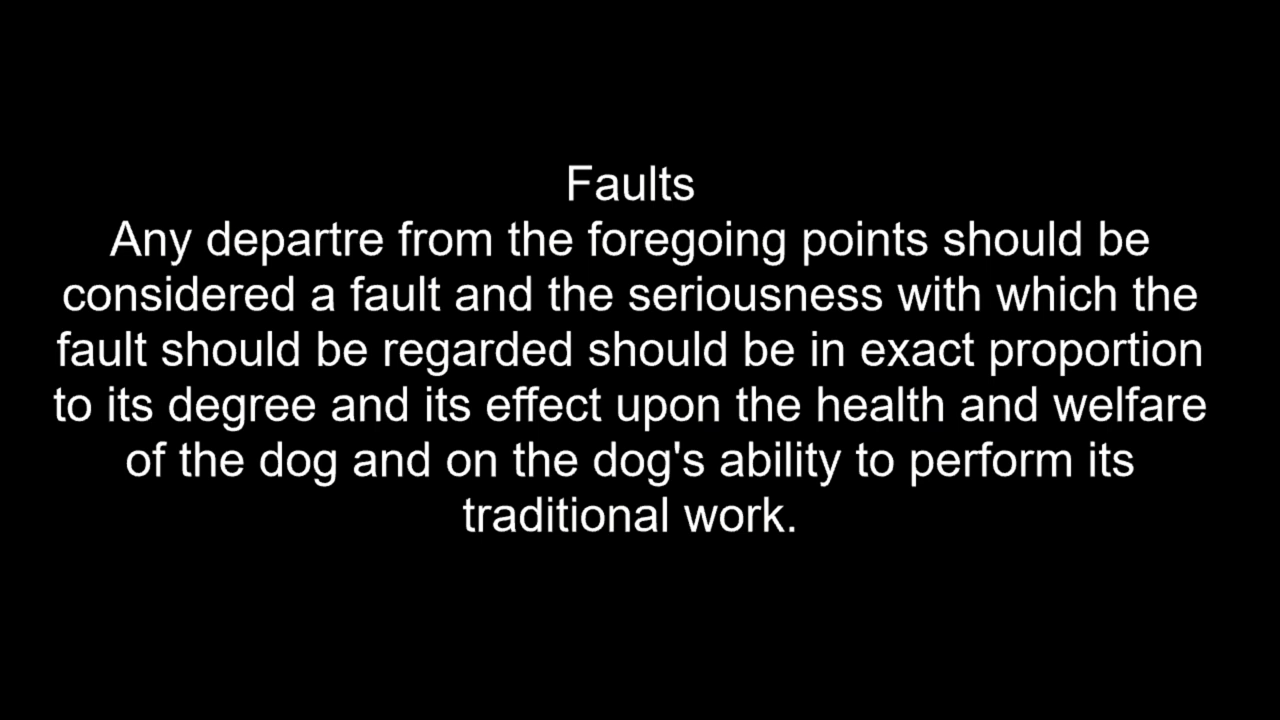 Faults
Any departre from the foregoing points should be
considered a fault and the seriousness with which the
fault should be regarded should be in exact proportion
to its degree and its effect upon the health and welfare
of the dog and on the dog's ability to perform its
traditional work.